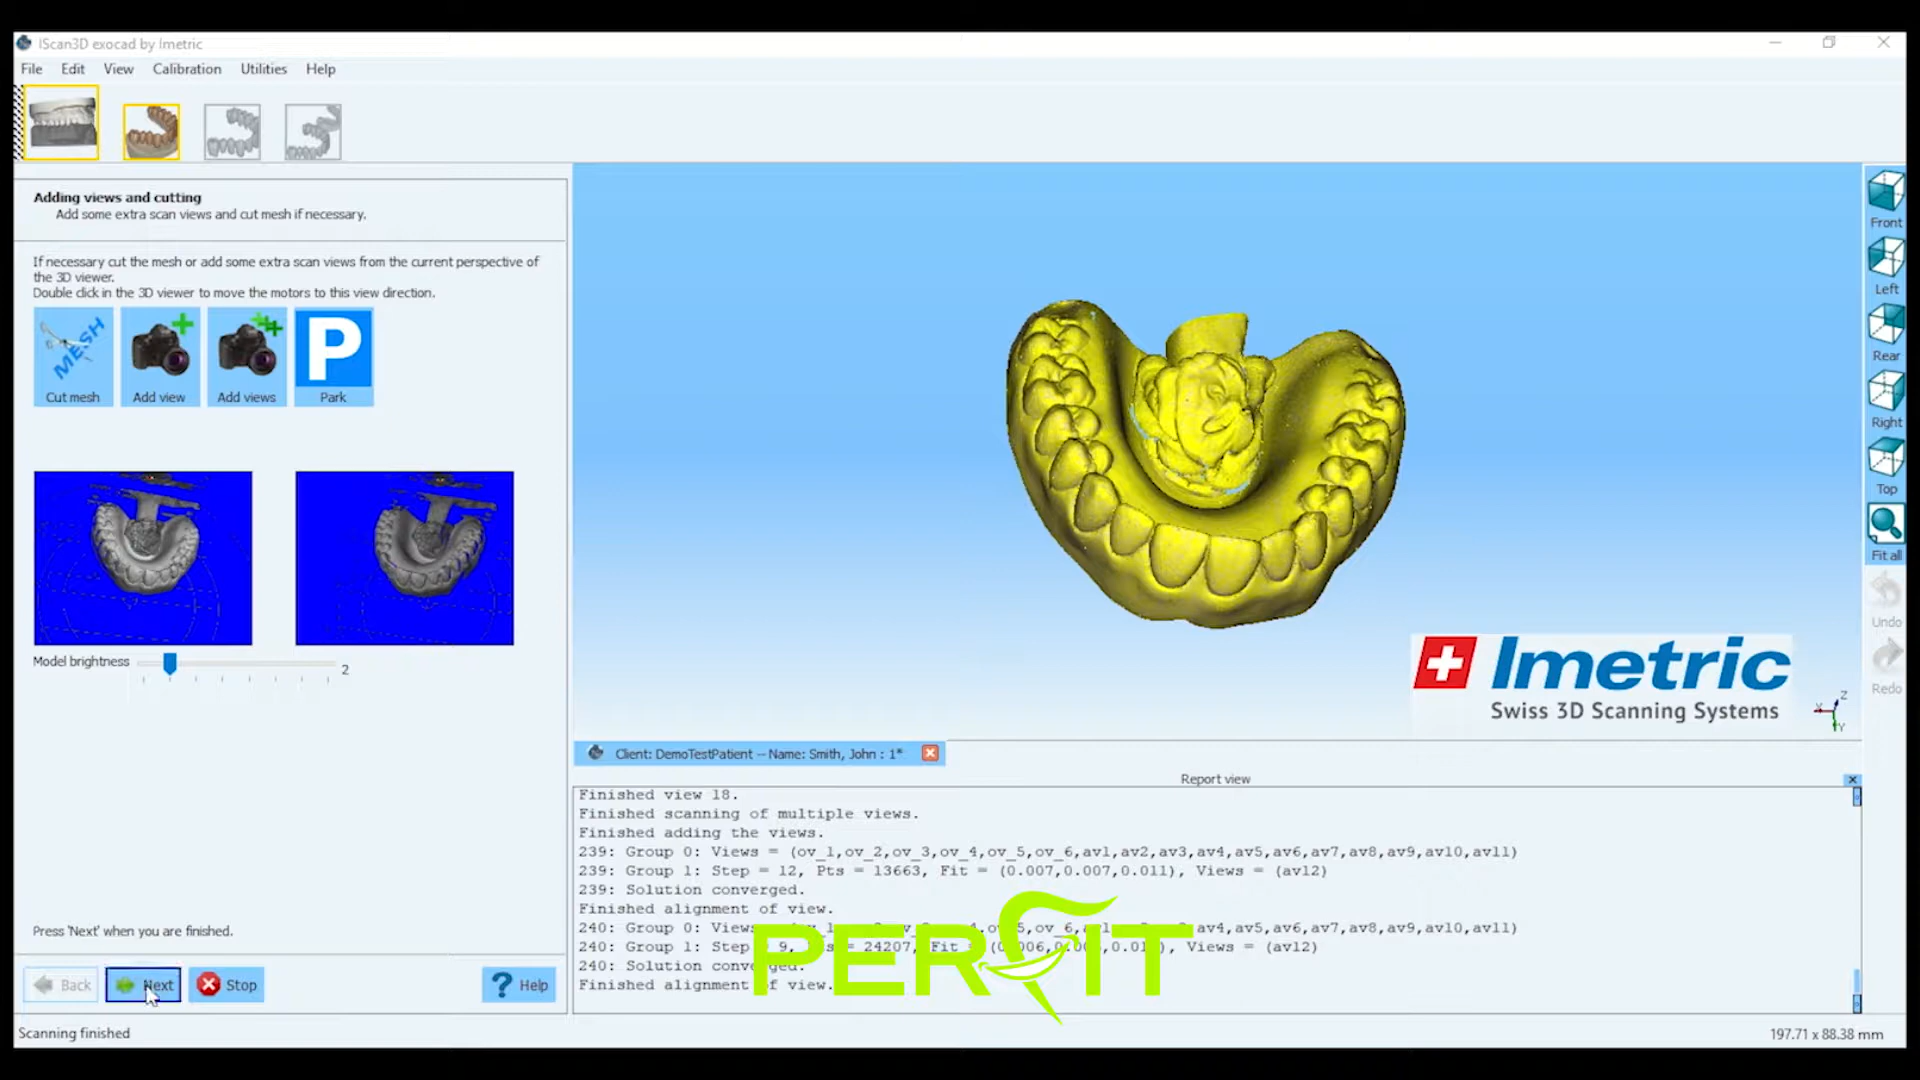 IScan3D exocad by Imetric
File Edit View Calibration Utilities Help
Adding views and cutting
Add some extra scan views and cut mesh if necessary.
If necessary cut the mesh or add some extra scan views from the current perspective of
the 3D viewer.
Double click in the 3D viewer to move the motors to this view direction.
MESH
P
Cut mesh Add view Add views Park
Model brightness 2
Press 'Next' when you are finished.
Back Next Stop Help
Scanning finished
Front
Left
Rear
Right
Top
Fit all
Undo
Redo
Imetric
Swiss 3D Scanning Systems
Z
X
Y
Client: DemoTestPatient -- Name: Smith, John : 1*
Report view
Finished view 18.
Finished scanning of multiple views.
Finished adding the views.
239: Group 0: Views = (ov_1,ov_2,ov_3,ov_4,ov_5,ov_6,av1,av2,av3,av4,av5,av6,av7,av8,av9,av10,av11)
239: Group 1: Step = 12, Pts = 13663, Fit = (0.007,0.007,0.011), Views = (av12)
239: Solution converged.
Finished alignment of view.
240: Group 0: Views av1,av2,av3,av4,av5,av6,av7,av8,av9,av10,av11)
240: Group 1: Step 9, = 24207, Fit Views = (av12)
240: Solution converged.
Finished alignment of view.
PERFIT
197.71 x 88.38 mm